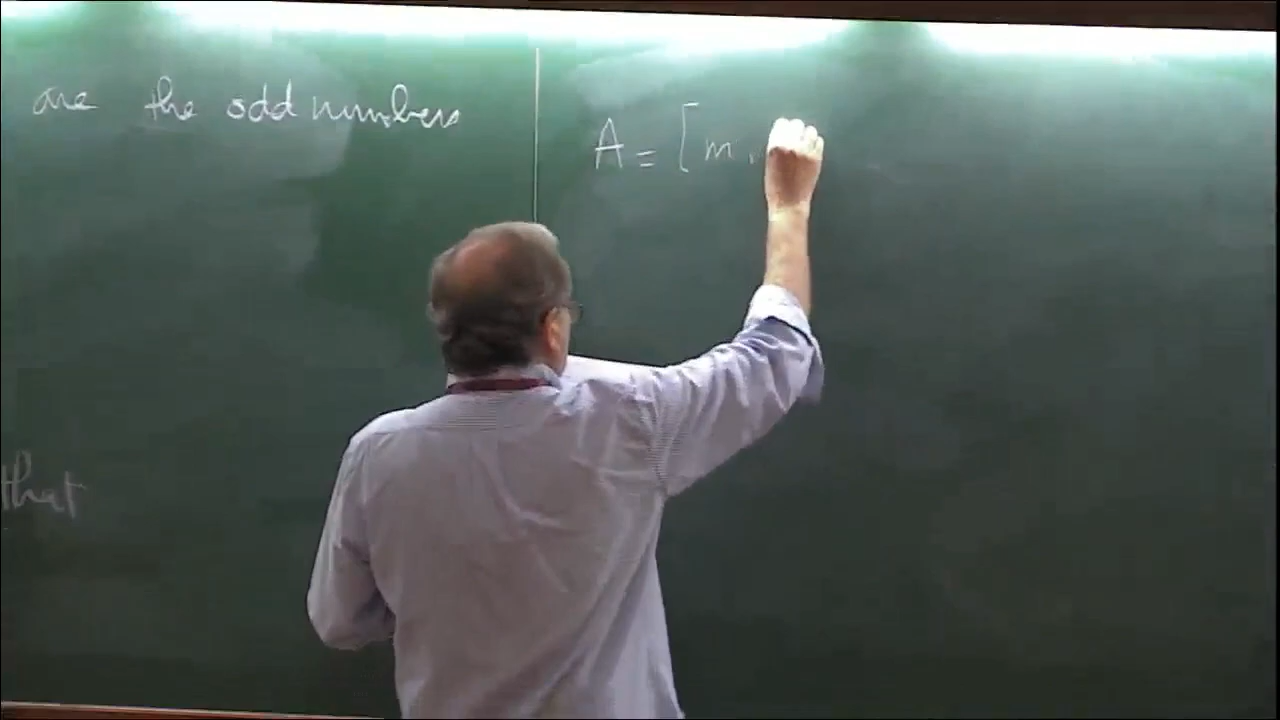 are the odd numbers
that
A = [m,